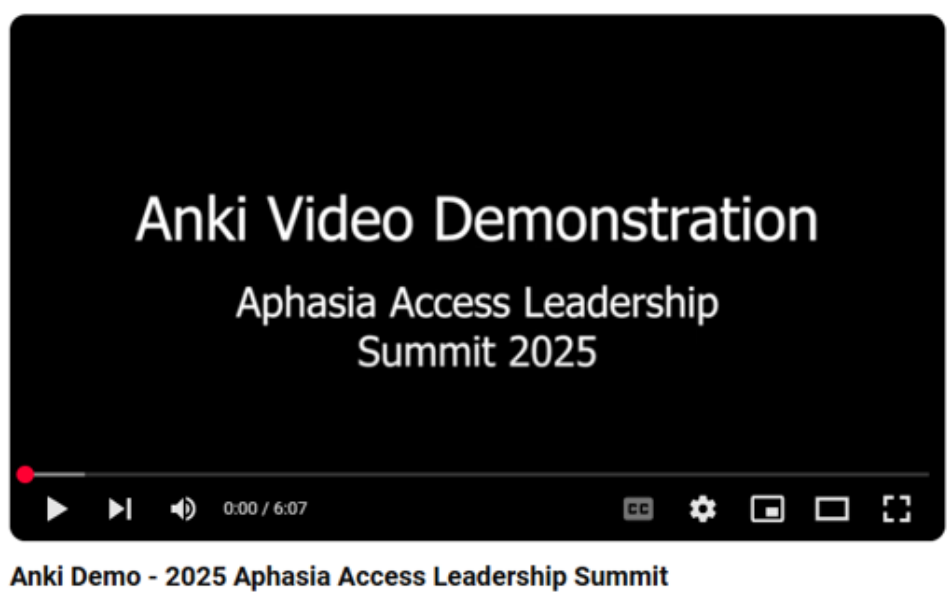 Anki Video Demonstration
Aphasia Access Leadership
Summit 2025
0:00 / 6:07
CC
Anki Demo - 2025 Aphasia Access Leadership Summit